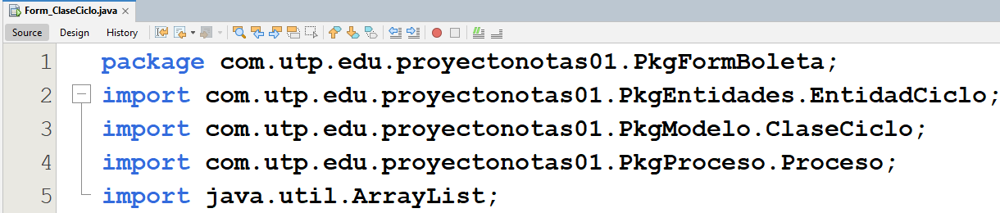 Form_ClaseCiclo.java
Source Design History
1 package com.utp.edu.proyectonotas01.PkgFormBoleta;
2 import com.utp.edu.proyectonotas01.PkgEntidades.EntidadCiclo;
3 import com.utp.edu.proyectonotas01.PkgModelo.ClaseCiclo;
4 import com.utp.edu.proyectonotas01.PkgProceso.Proceso;
5 import java.util.ArrayList;